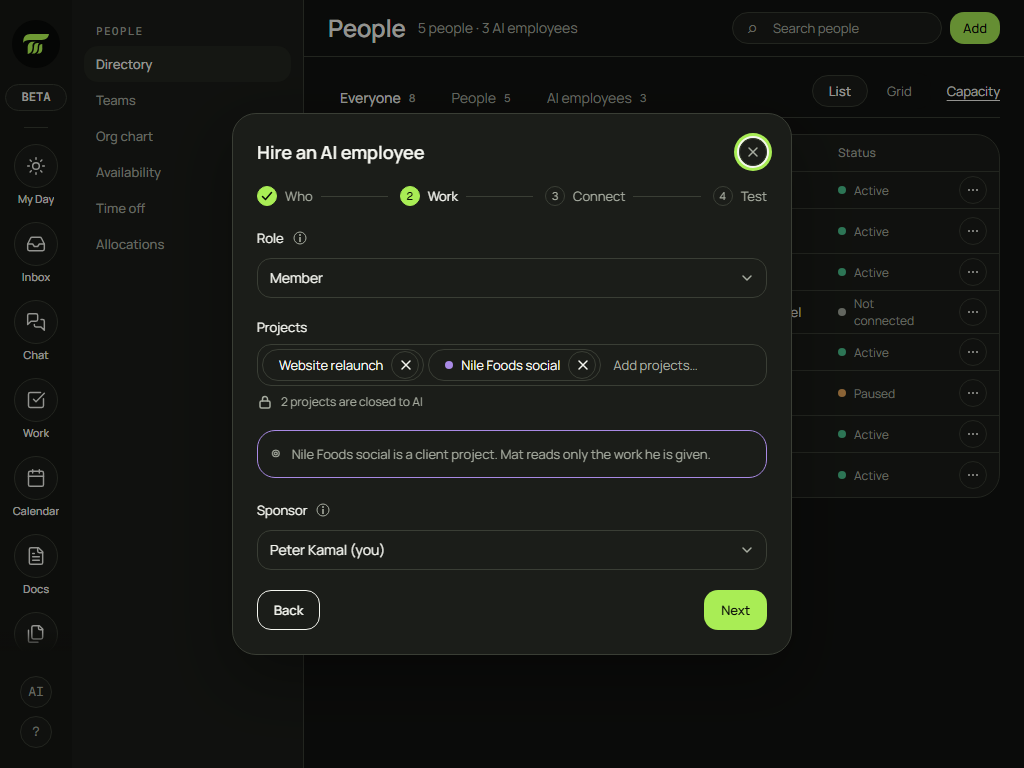 BETA
My Day
Inbox
Chat
Work
Calendar
Docs
AI
?
PEOPLE
Directory
Teams
Org chart
Availability
Time off
Allocations
People
5 people · 3 AI employees
Search people
Add
Everyone 8
People 5
AI employees 3
List
Grid
Capacity
Status
Active
Active
Active
Not
connected
Active
Paused
Active
Active
Hire an AI employee
Who
2 Work
3 Connect
4 Test
Role
Member
Projects
Website relaunch
Nile Foods social
Add projects...
2 projects are closed to AI
Nile Foods social is a client project. Mat reads only the work he is given.
Sponsor
Peter Kamal (you)
Back
Next